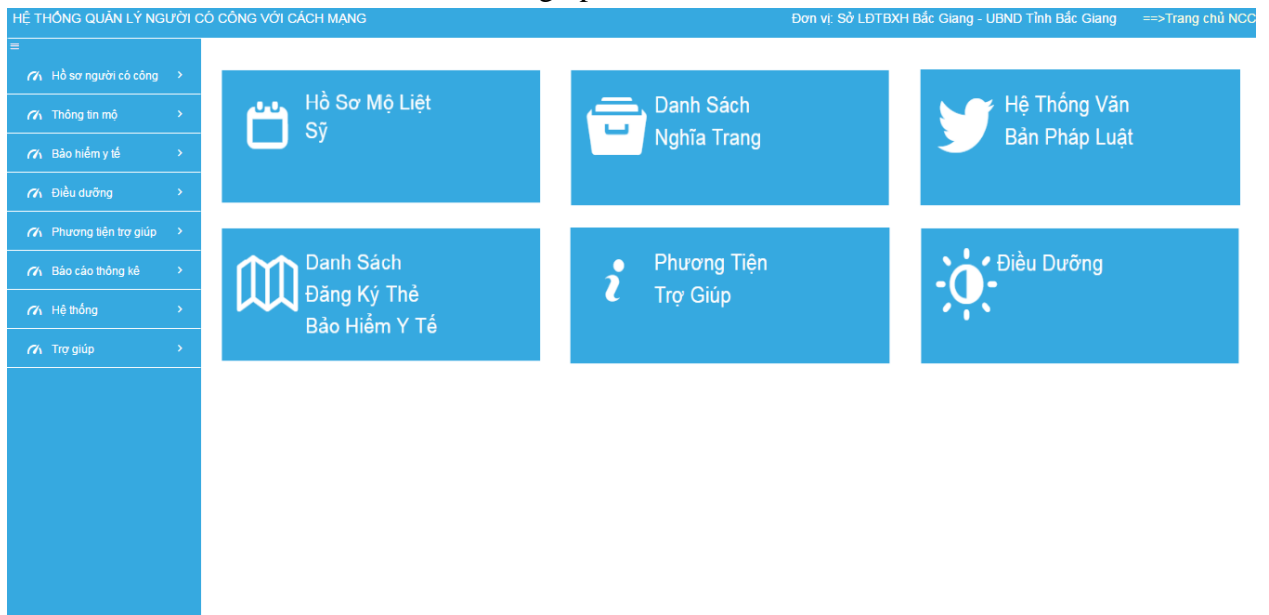 HỆ THỐNG QUẢN LÝ NGƯỜI CÓ CÔNG VỚI CÁCH MẠNG
Đơn vị: Sở LĐTBXH Bắc Giang - UBND Tỉnh Bắc Giang
==>Trang chủ NCC
Hồ sơ người có công
Thông tin mộ
Bảo hiểm y tế
Điều dưỡng
Phương tiện trợ giúp
Báo cáo thống kê
Hệ thống
Trợ giúp
Hồ Sơ Mộ Liệt
Sỹ
Danh Sách
Nghĩa Trang
Hệ Thống Văn
Bản Pháp Luật
Danh Sách
Đăng Ký Thẻ
Bảo Hiểm Y Tế
Phương Tiện
Trợ Giúp
Điều Dưỡng